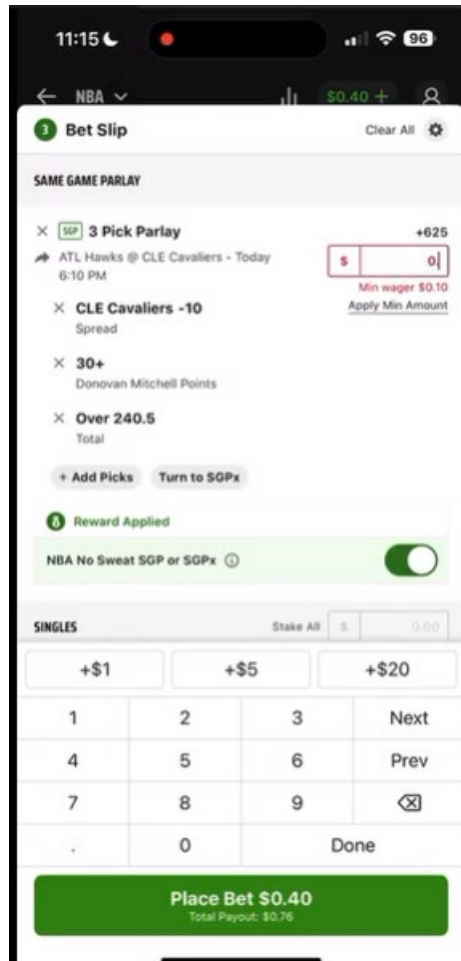 11:15
96
NBA
$0.40 +
3 Bet Slip
Clear All
SAME GAME PARLAY
SGP 3 Pick Parlay
+625
ATL Hawks @ CLE Cavaliers - Today
6:10 PM
$ 0
Min wager $0.10
Apply Min Amount
CLE Cavaliers -10
Spread
30+
Donovan Mitchell Points
Over 240.5
Total
+ Add Picks
Turn to SGPx
Reward Applied
NBA No Sweat SGP or SGPx
SINGLES
Stake All
$ 0.00
+$1 +$5 +$20
1 2 3 Next
4 5 6 Prev
7 8 9
. 0 Done
Place Bet $0.40
Total Payout: $0.76